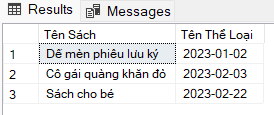 Results Messages
Tên Sách Tên Thể Loại
1 Dế mèn phiêu lưu ký 2023-01-02
2 Cô gái quàng khăn đỏ 2023-02-03
3 Sách cho bé 2023-02-22